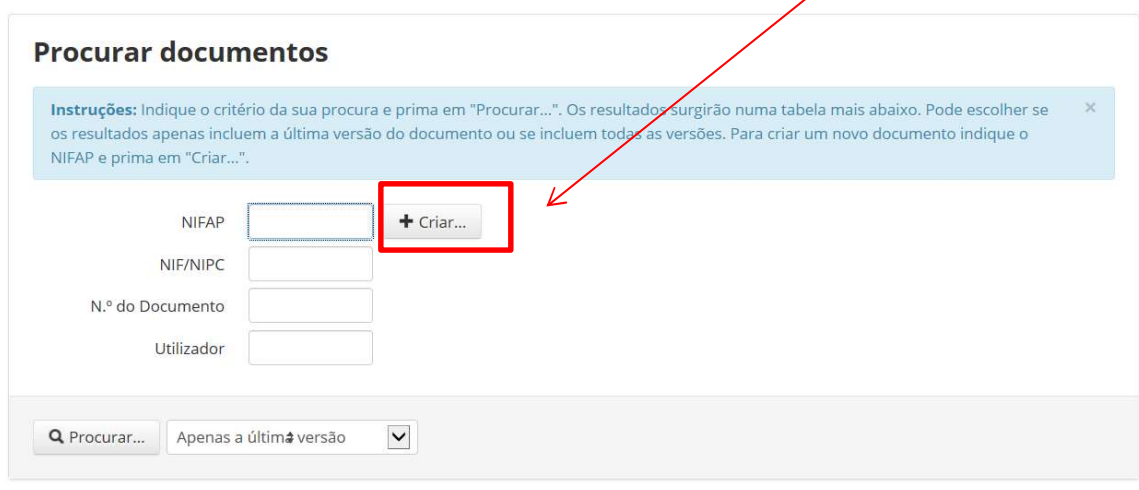 Procurar documentos
Instruções: Indique o critério da sua procura e prima em "Procurar...". Os resultados surgirão numa tabela mais abaixo. Pode escolher se
os resultados apenas incluem a última versão do documento ou se incluem todas as versões. Para criar um novo documento indique o
NIFAP e prima em "Criar...".
NIFAP
Criar...
NIF/NIPC
N.º do Documento
Utilizador
Procurar...
Apenas a última versão